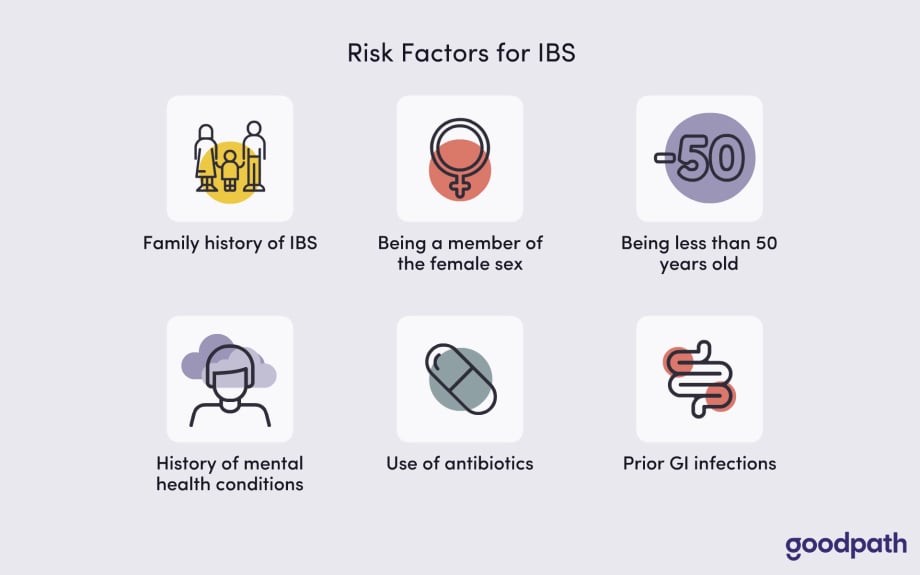 Risk Factors for IBS
-50
Family history of IBS
Being a member of
the female sex
Being less than 50
years old
History of mental
health conditions
Use of antibiotics
Prior GI infections
goodpath